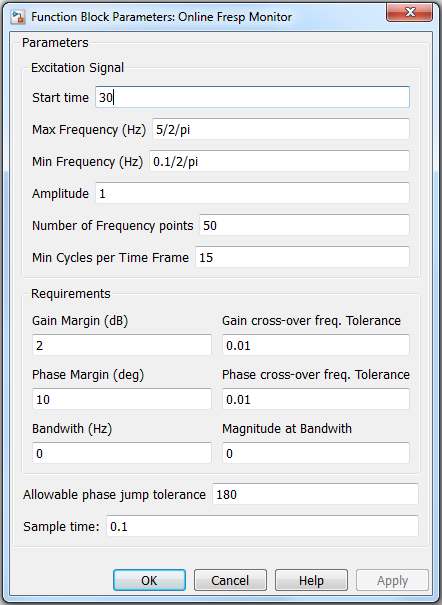 Function Block Parameters: Online Fresp Monitor
Parameters
Excitation Signal
Start time 30
Max Frequency (Hz) 5/2/pi
Min Frequency (Hz) 0.1/2/pi
Amplitude 1
Number of Frequency points 50
Min Cycles per Time Frame 15
Requirements
Gain Margin (dB) Gain cross-over freq. Tolerance
2 0.01
Phase Margin (deg) Phase cross-over freq. Tolerance
10 0.01
Bandwith (Hz) Magnitude at Bandwith
0 0
Allowable phase jump tolerance 180
Sample time: 0.1
OK Cancel Help Apply